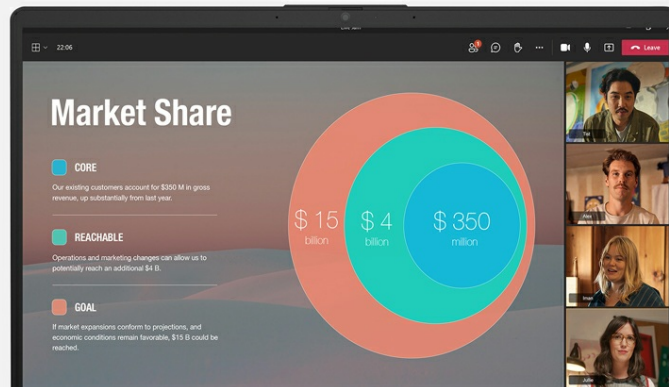 22:06
Leave
Market Share
CORE
Our existing customers account for $350 M in gross
revenue, up substantially from last year.
REACHABLE
Operations and marketing changes can allow us to
potentially reach an additional $4 B.
GOAL
If market expansions conform to projections, and
economic conditions remain favorable, $15 B could be
reached.
$ 15
billion
$ 4
billion
$ 350
million
Alex
Iman